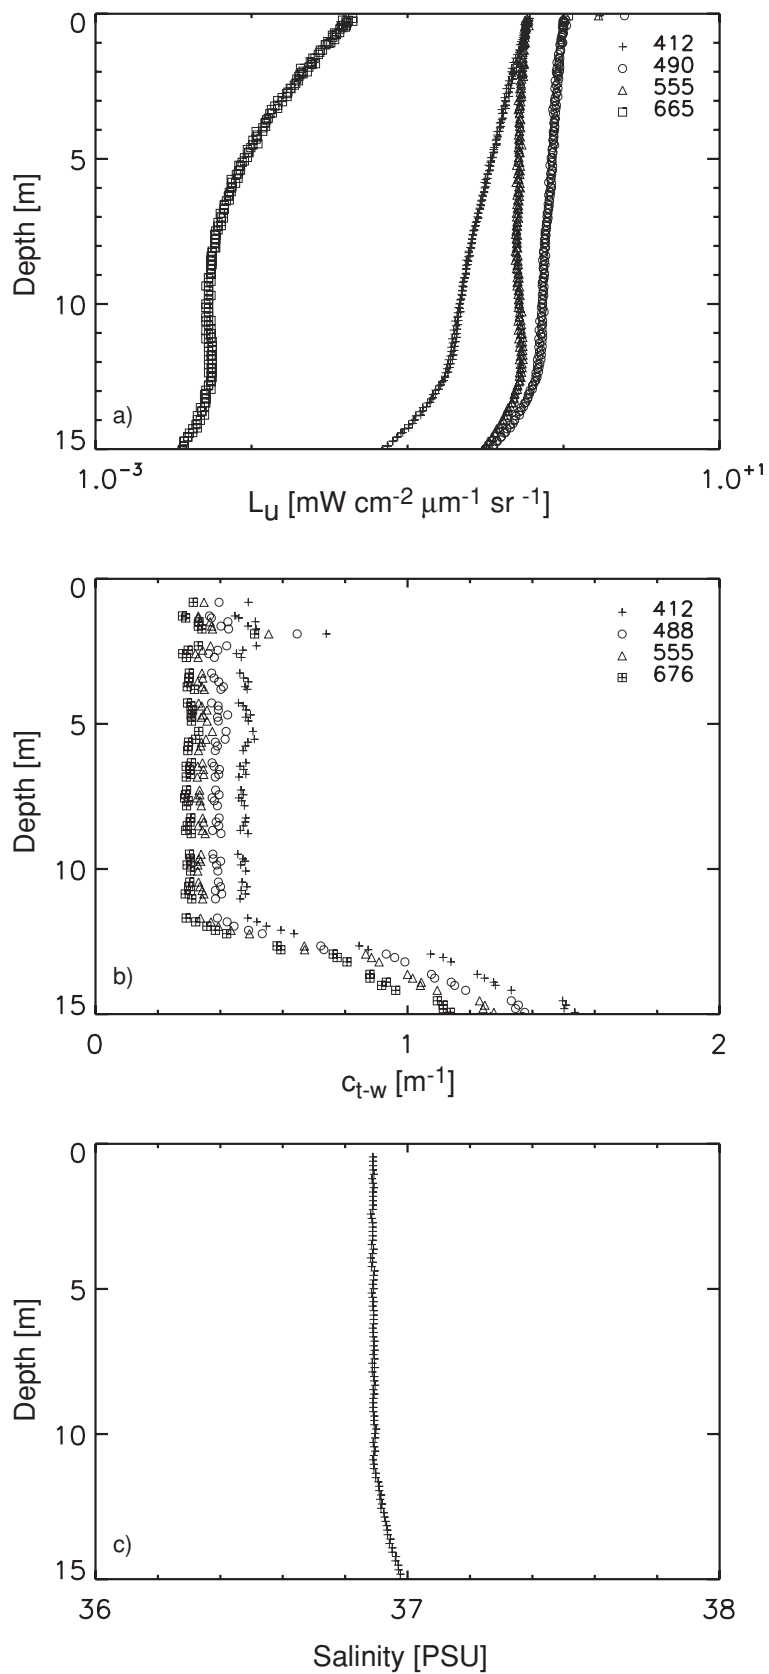 0
+ 412
○ 490
△ 555
□ 665
5
Depth [m]
10
a)
15
1.0⁻³
1.0⁺¹
Lu [mW cm-2 μm-1 sr -1]
0
+ 412
○ 488
△ 555
⊞ 676
5
Depth [m]
10
b)
15
0 1 2
ct-w [m-1]
0
5
Depth [m]
10
c)
15
36 37 38
Salinity [PSU]